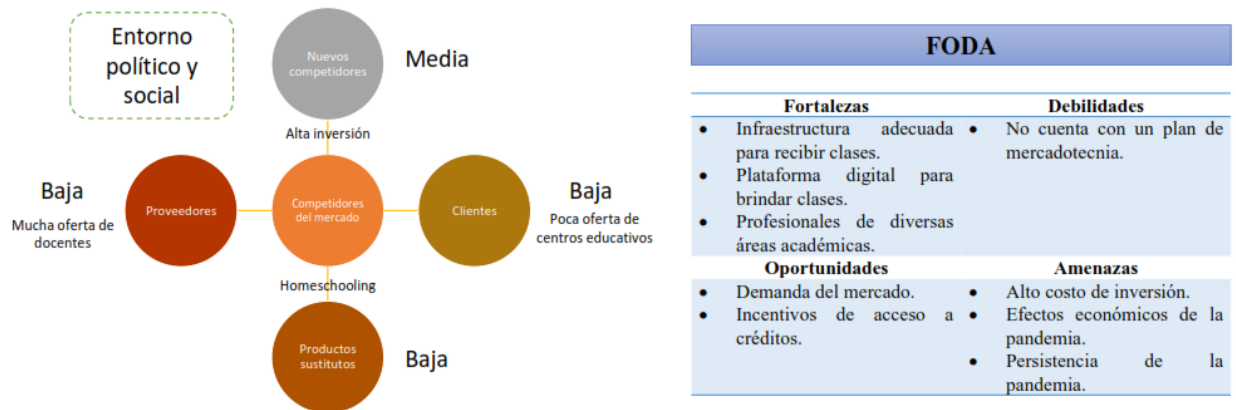 Entorno
político y
social
Nuevos
competidores
Media
Alta inversión
Baja
Mucha oferta de
docentes
Proveedores
Competidores
del mercado
Clientes
Baja
Poca oferta de
centros educativos
Homeschooling
Productos
sustitutos
Baja
FODA
Fortalezas
• Infraestructura adecuada
para recibir clases.
• Plataforma digital para
brindar clases.
• Profesionales de diversas
áreas académicas.
Debilidades
• No cuenta con un plan de
mercadotecnia.
Oportunidades
• Demanda del mercado.
• Incentivos de acceso a
créditos.
Amenazas
• Alto costo de inversión.
• Efectos económicos de la
pandemia.
• Persistencia de la
pandemia.